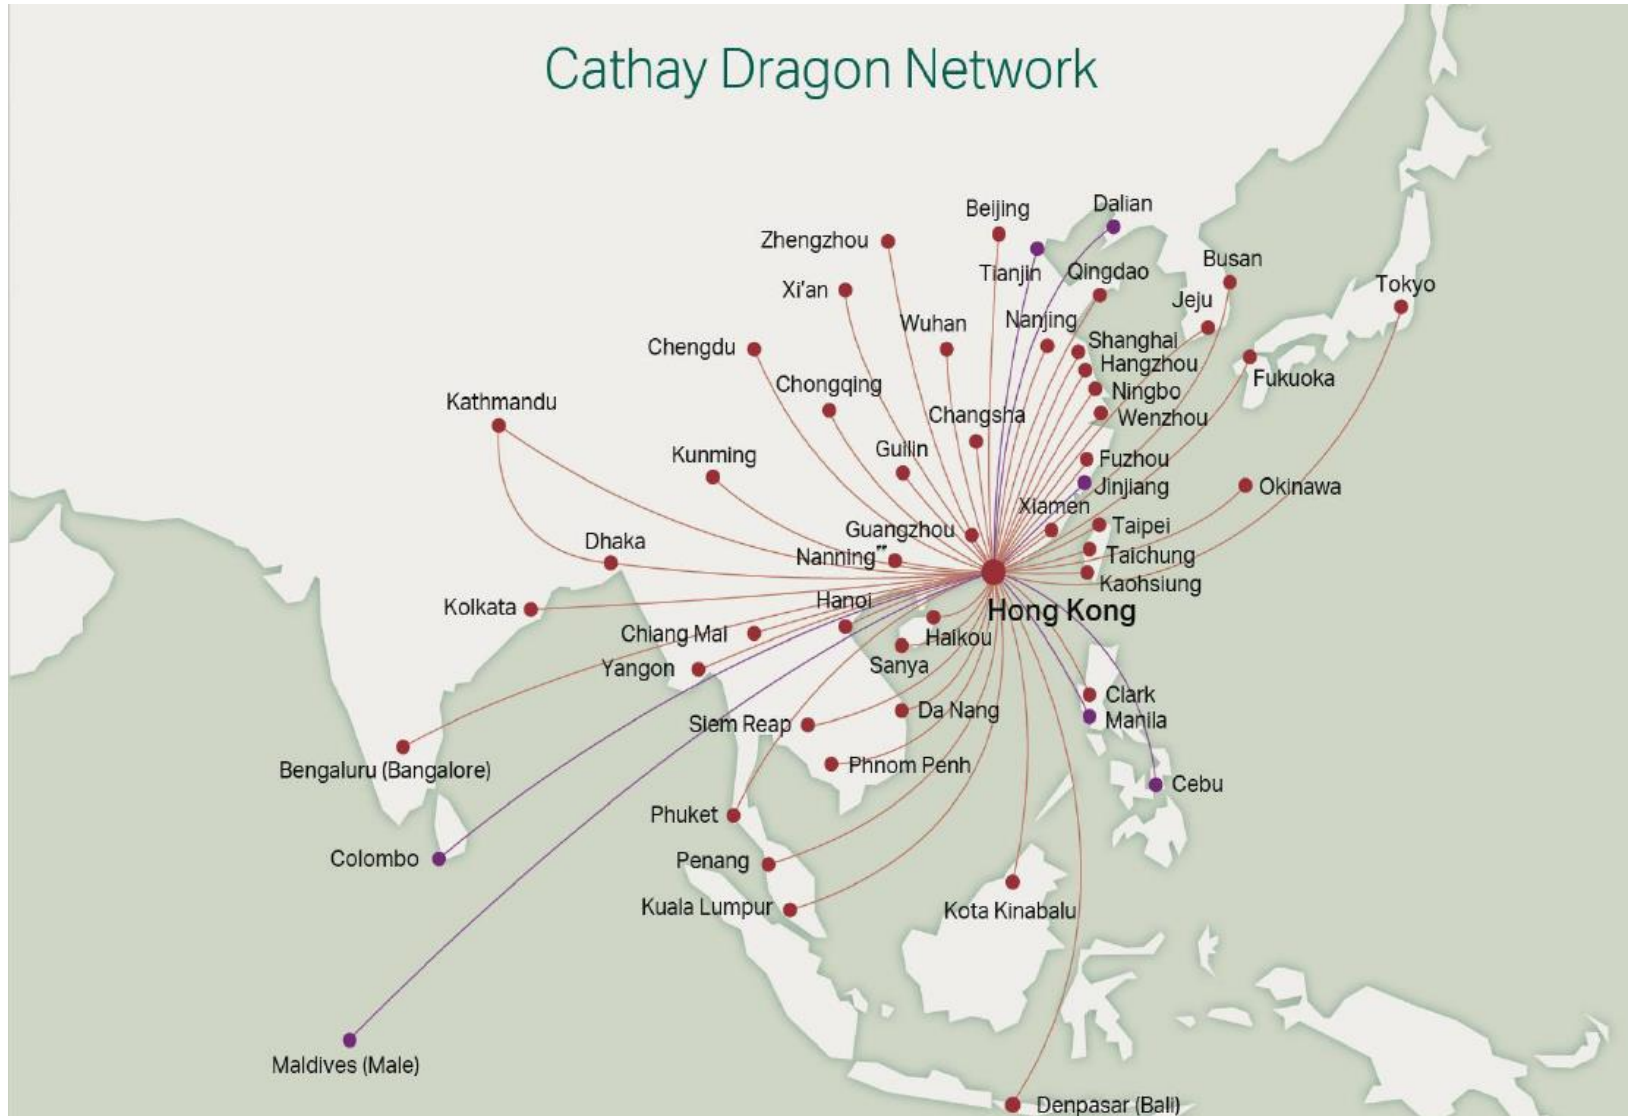 Cathay Dragon Network
Beijing
Dalian
Zhengzhou
Tianjin
Qingdao
Busan
Xi'an
Jeju
Tokyo
Wuhan
Nanjing
Shanghai
Chengdu
Hangzhou
Fukuoka
Chongqing
Ningbo
Kathmandu
Changsha
Wenzhou
Kunming
Guilin
Fuzhou
Jinjiang
Okinawa
Xiamen
Guangzhou
Taipei
Dhaka
Nanning"
Taichung
Kaohsiung
Kolkata
Hanoi
Hong Kong
Chiang Mai
Haikou
Yangon
Sanya
Clark
Siem Reap
Da Nang
Manila
Bengaluru (Bangalore)
Phnom Penh
Cebu
Phuket
Colombo
Penang
Kuala Lumpur
Kota Kinabalu
Maldives (Male)
Denpasar (Bali)